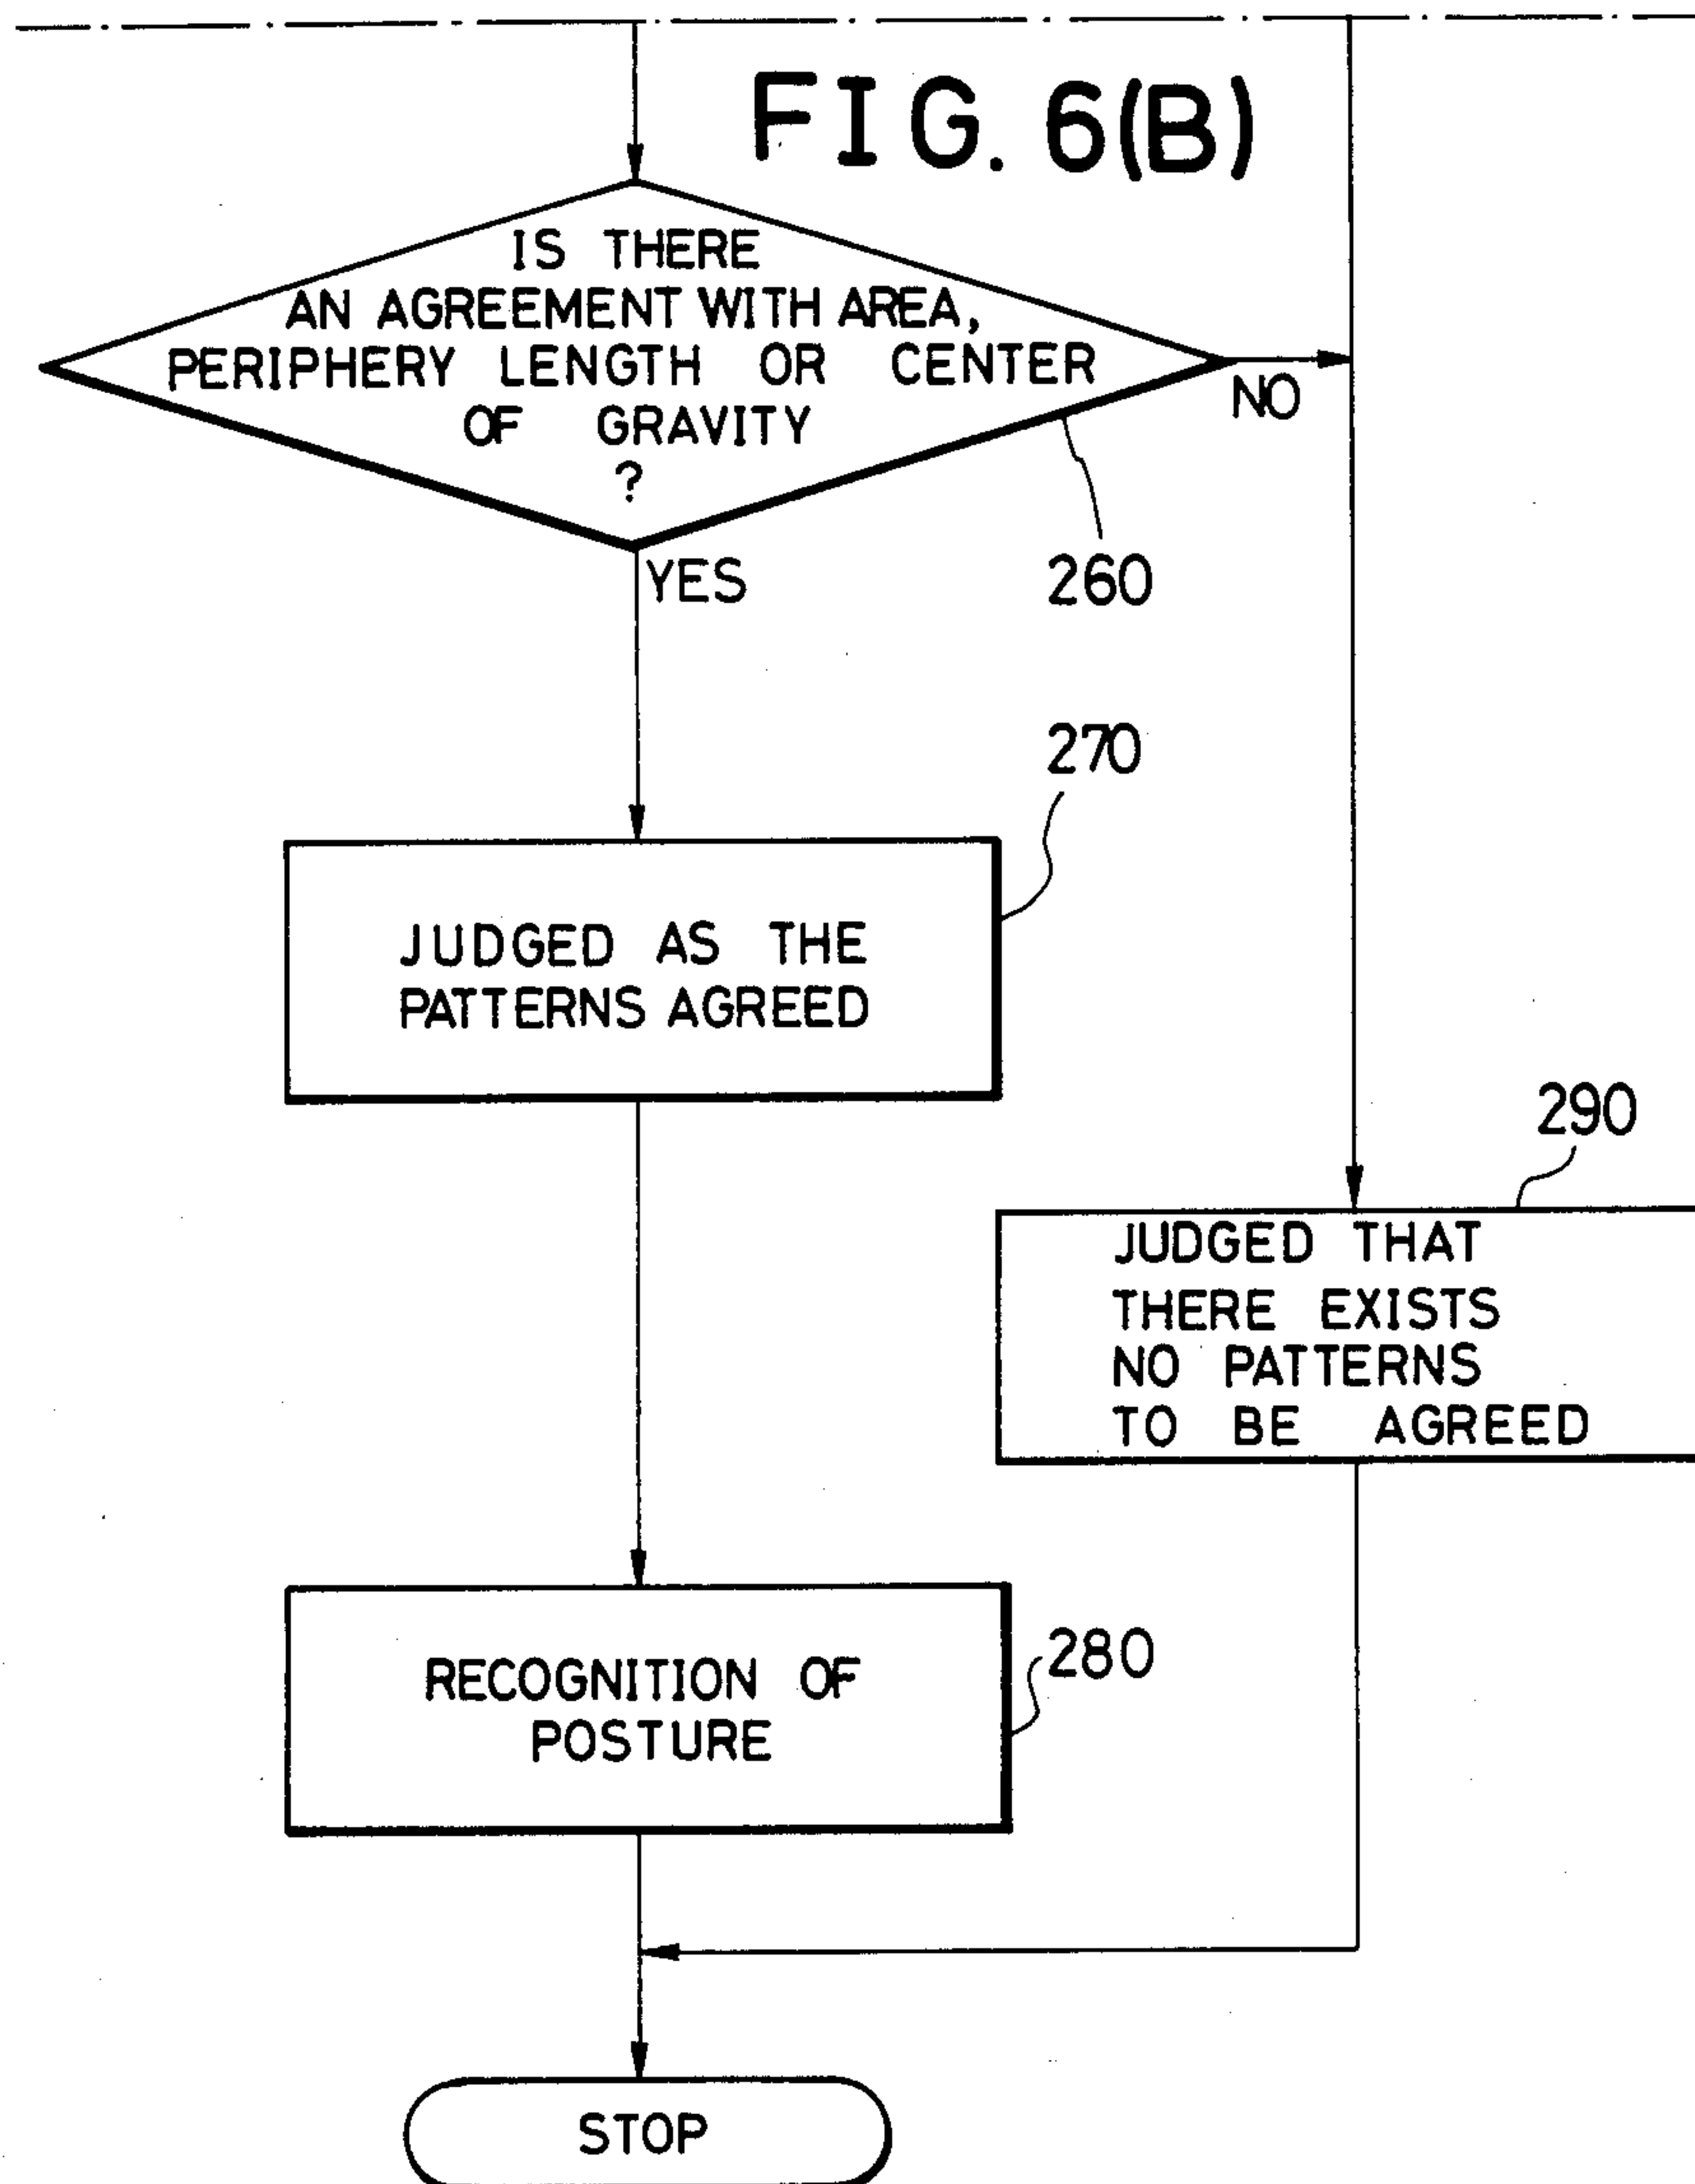 FIG. 6(B)
IS THERE
AN AGREEMENT WITH AREA,
PERIPHERY LENGTH OR CENTER
OF GRAVITY
?
NO
YES
260
270
JUDGED AS THE
PATTERNS AGREED
290
JUDGED THAT
THERE EXISTS
NO PATTERNS
TO BE AGREED
280
RECOGNITION OF
POSTURE
STOP